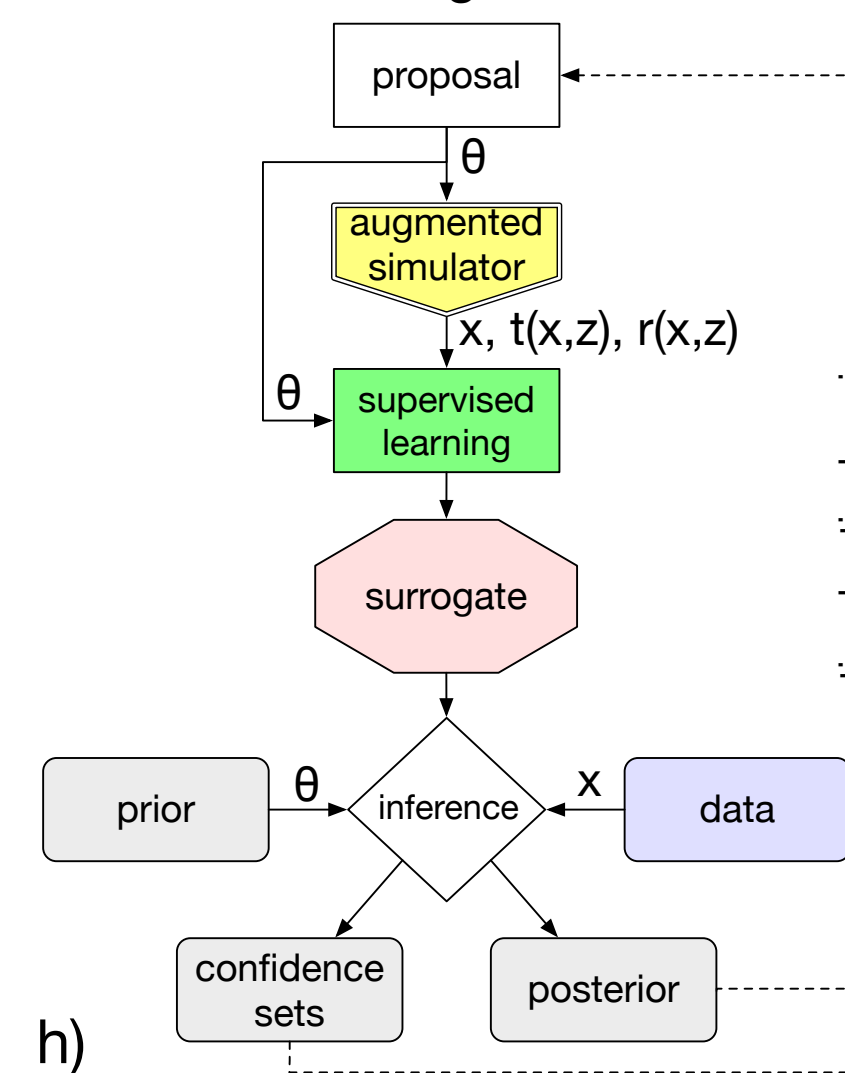 proposal
θ
augmented
simulator
x, t(x,z), r(x,z)
θ
supervised
learning
surrogate
prior
θ
inference
x
data
confidence
sets
posterior
h)